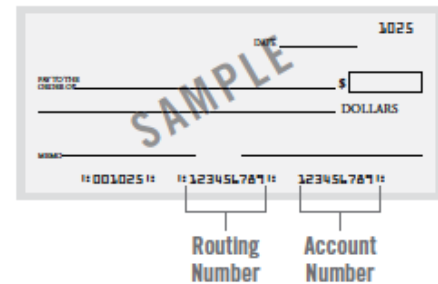 1025
DATE
PAY TO THE
ORDER OF
$
DOLLARS
SAMPLE
MEMO
⑆001025⑆ ⑆123456789⑆ 123456789⑆
Routing Number
Account Number